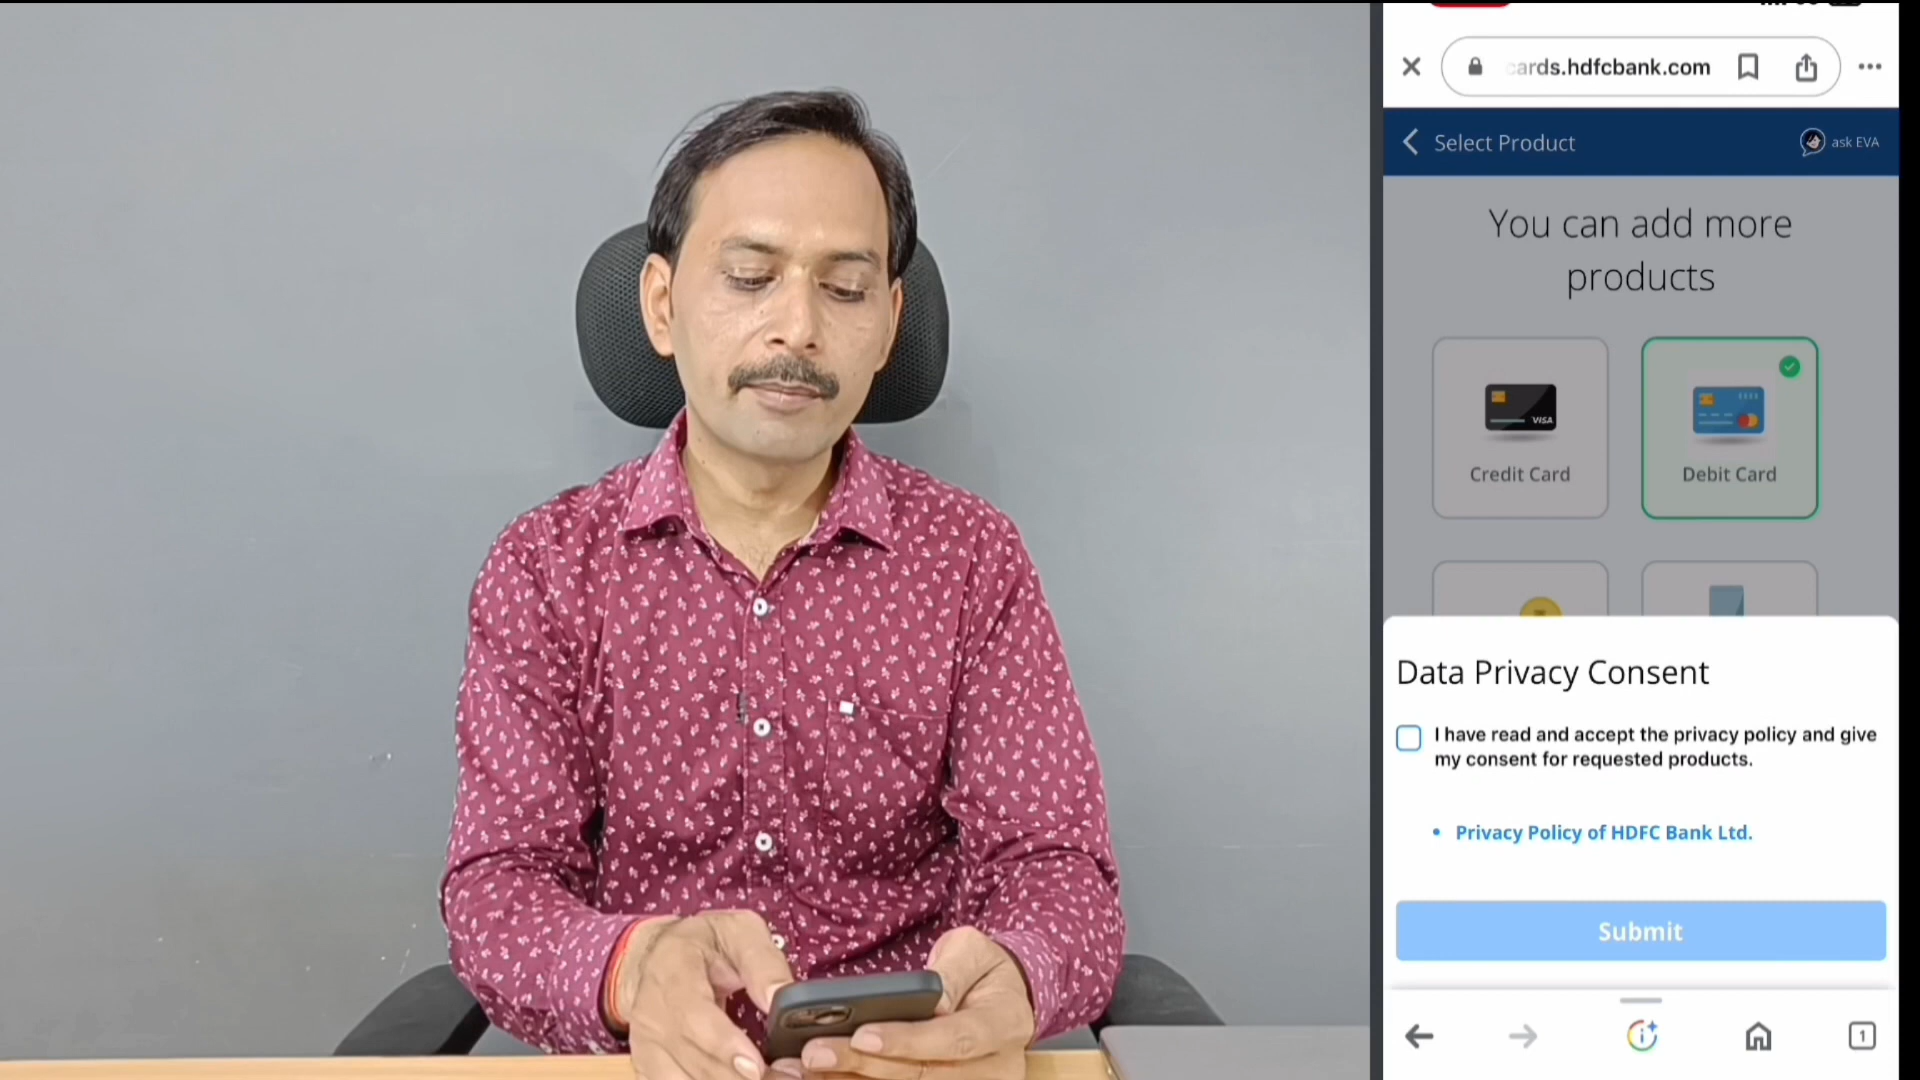 cards.hdfcbank.com
Select Product
ask EVA
You can add more
products
VISA
Credit Card
Debit Card
Data Privacy Consent
I have read and accept the privacy policy and give
my consent for requested products.
• Privacy Policy of HDFC Bank Ltd.
Submit
1